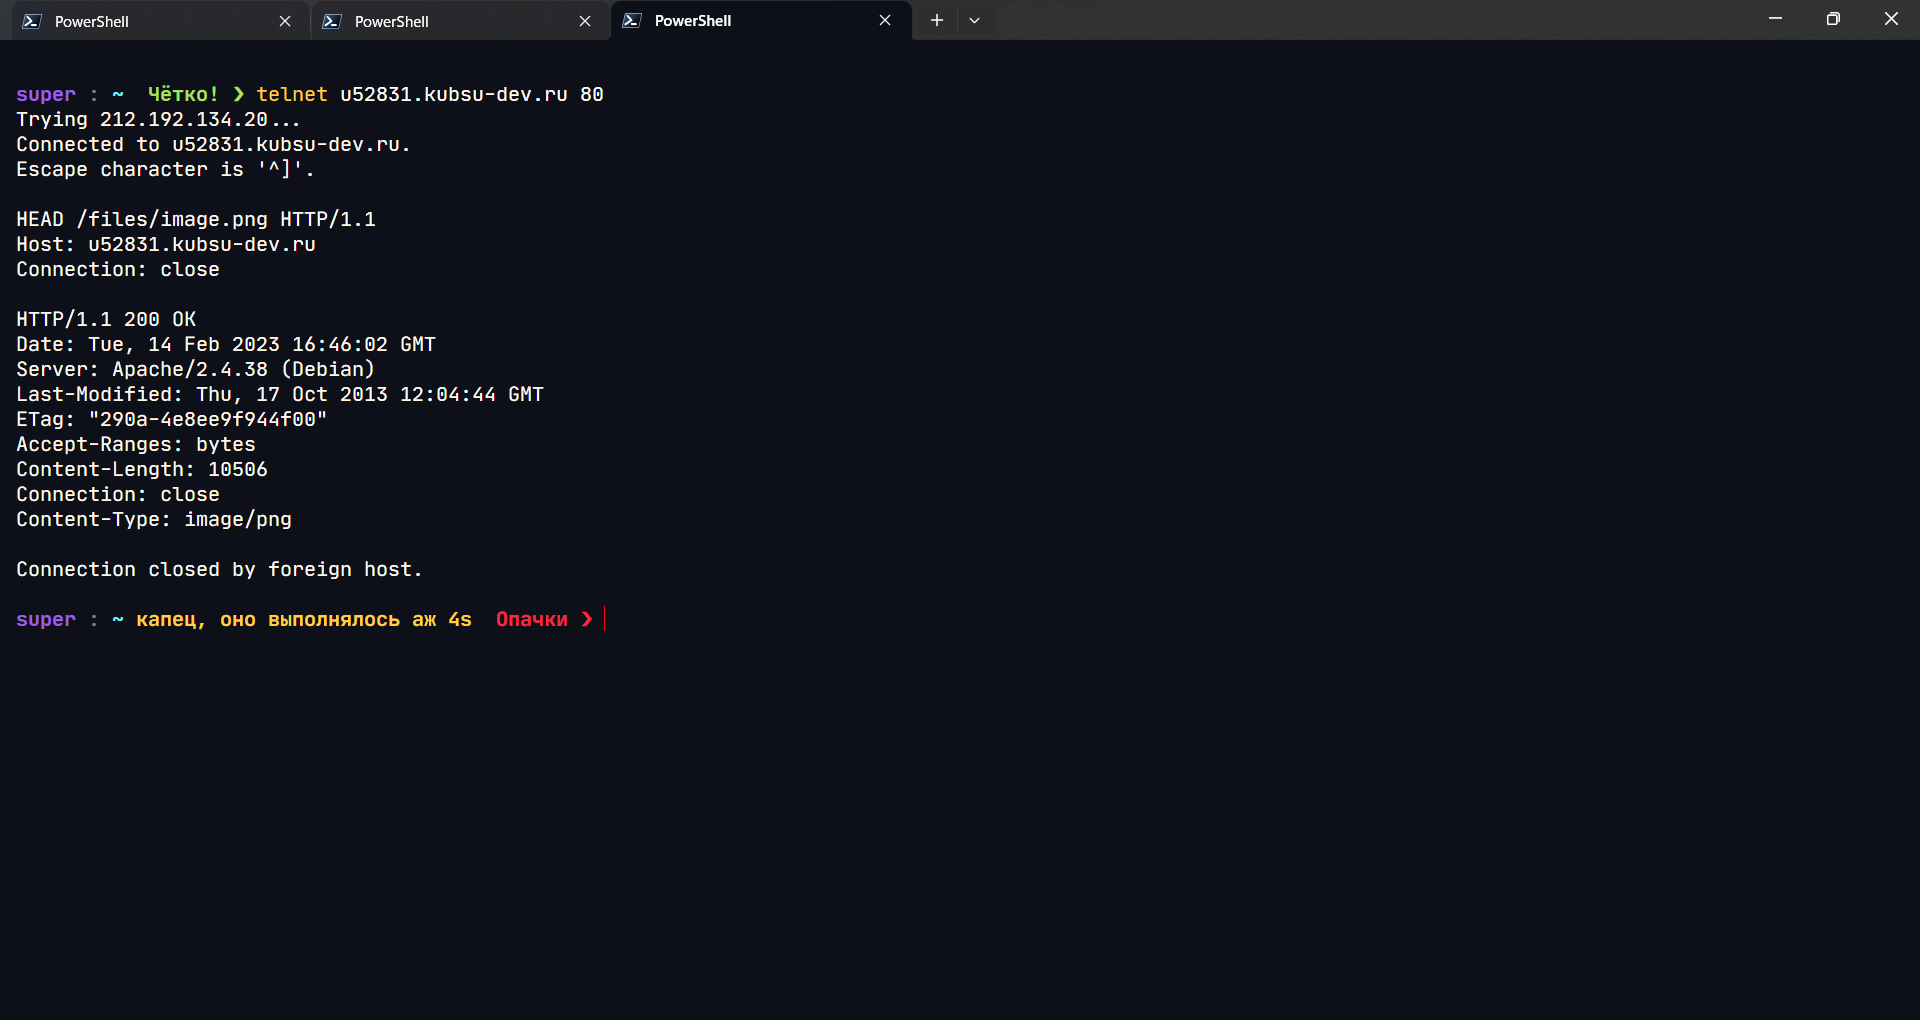 PowerShell PowerShell PowerShell
super : ~ Чётко! ❯ telnet u52831.kubsu-dev.ru 80
Trying 212.192.134.20...
Connected to u52831.kubsu-dev.ru.
Escape character is '^]'.
HEAD /files/image.png HTTP/1.1
Host: u52831.kubsu-dev.ru
Connection: close
HTTP/1.1 200 OK
Date: Tue, 14 Feb 2023 16:46:02 GMT
Server: Apache/2.4.38 (Debian)
Last-Modified: Thu, 17 Oct 2013 12:04:44 GMT
ETag: "290a-4e8ee9f944f00"
Accept-Ranges: bytes
Content-Length: 10506
Connection: close
Content-Type: image/png
Connection closed by foreign host.
super : ~ капец, оно выполнялось аж 4s Опачки ❯